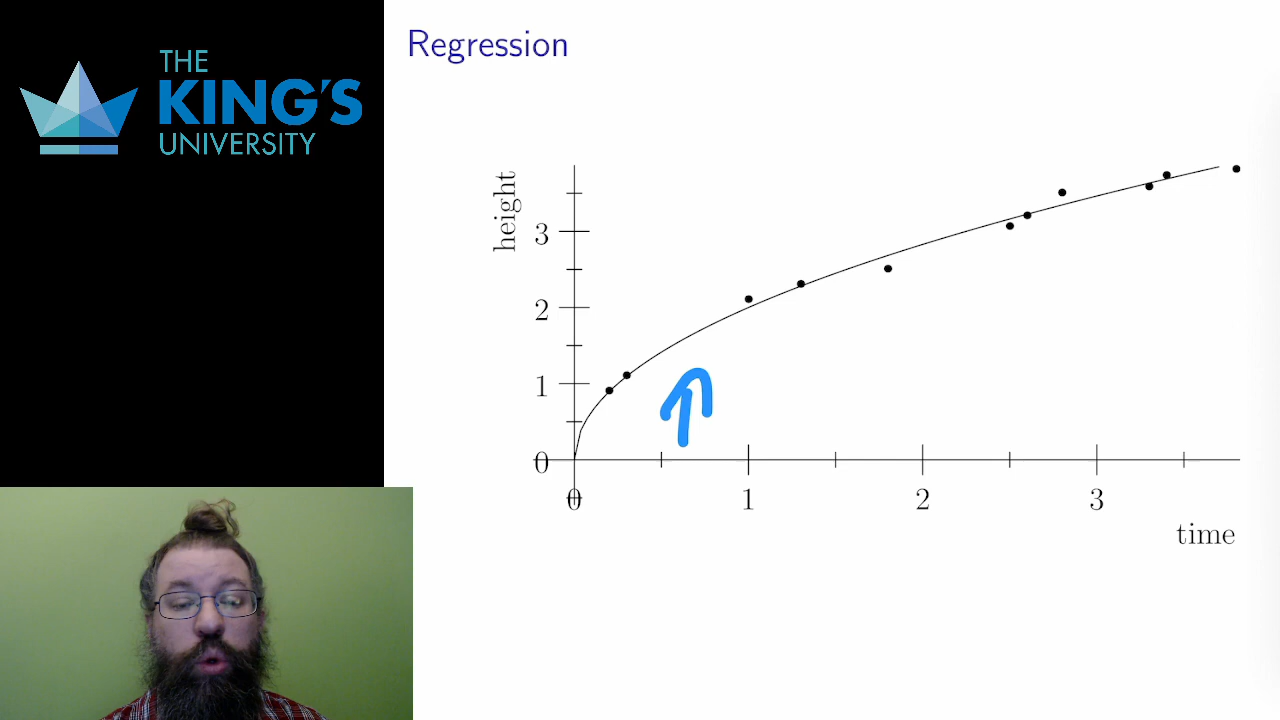 THE
KING'S
UNIVERSITY
Regression
height
3
2
1
0
0
1
2
3
time